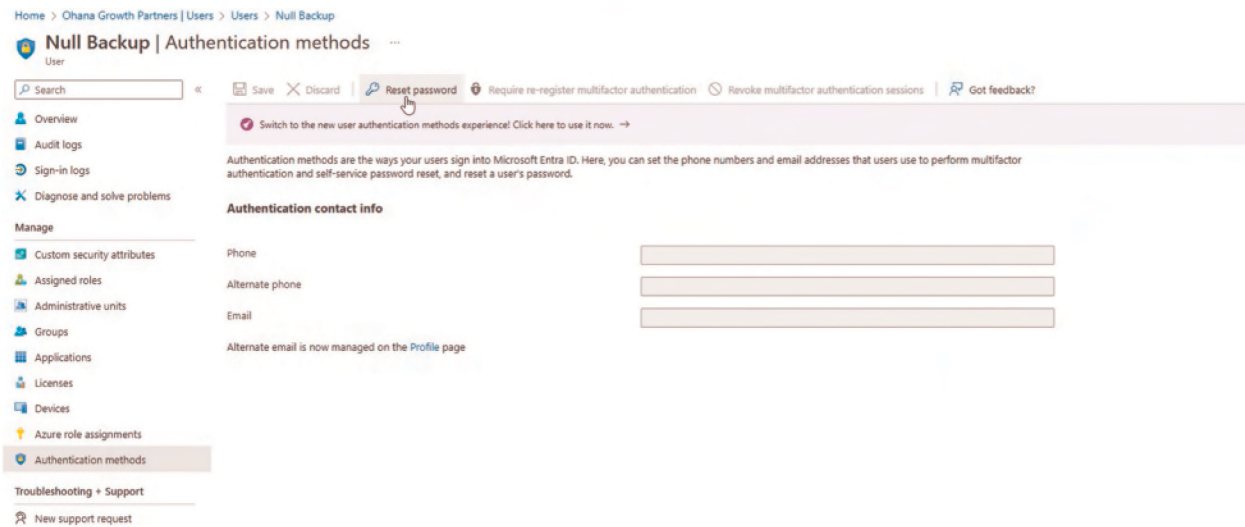 Home > Ohana Growth Partners | Users > Users > Null Backup
Null Backup | Authentication methods ...
User
Search
«
Save Discard Reset password Require re-register multifactor authentication Revoke multifactor authentication sessions Got feedback?
Switch to the new user authentication methods experience! Click here to use it now. →
Overview
Audit logs
Sign-in logs
Diagnose and solve problems
Manage
Custom security attributes
Assigned roles
Administrative units
Groups
Applications
Licenses
Devices
Azure role assignments
Authentication methods
Troubleshooting + Support
New support request
Authentication methods are the ways your users sign into Microsoft Entra ID. Here, you can set the phone numbers and email addresses that users use to perform multifactor
authentication and self-service password reset, and reset a user's password.
Authentication contact info
Phone
Alternate phone
Email
Alternate email is now managed on the Profile page